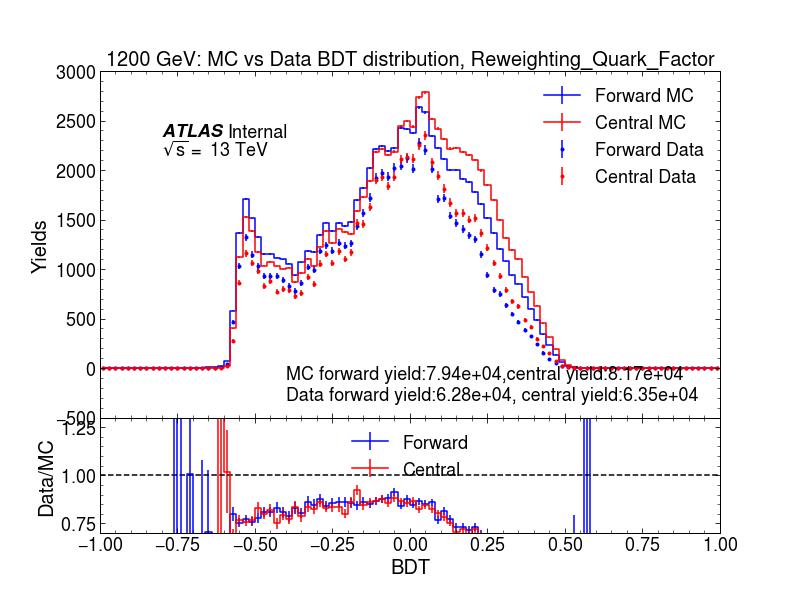 1200 GeV: MC vs Data BDT distribution, Reweighting_Quark_Factor
3000
2500
2000
1500
1000
500
0
−500
Yields
ATLAS Internal
√s = 13 TeV
Forward MC
Central MC
Forward Data
Central Data
MC forward yield:7.94e+04,central yield:8.17e+04
Data forward yield:6.28e+04, central yield:6.35e+04
1.25
1.00
0.75
Data/MC
Forward
Central
−1.00 −0.75 −0.50 −0.25 0.00 0.25 0.50 0.75 1.00
BDT